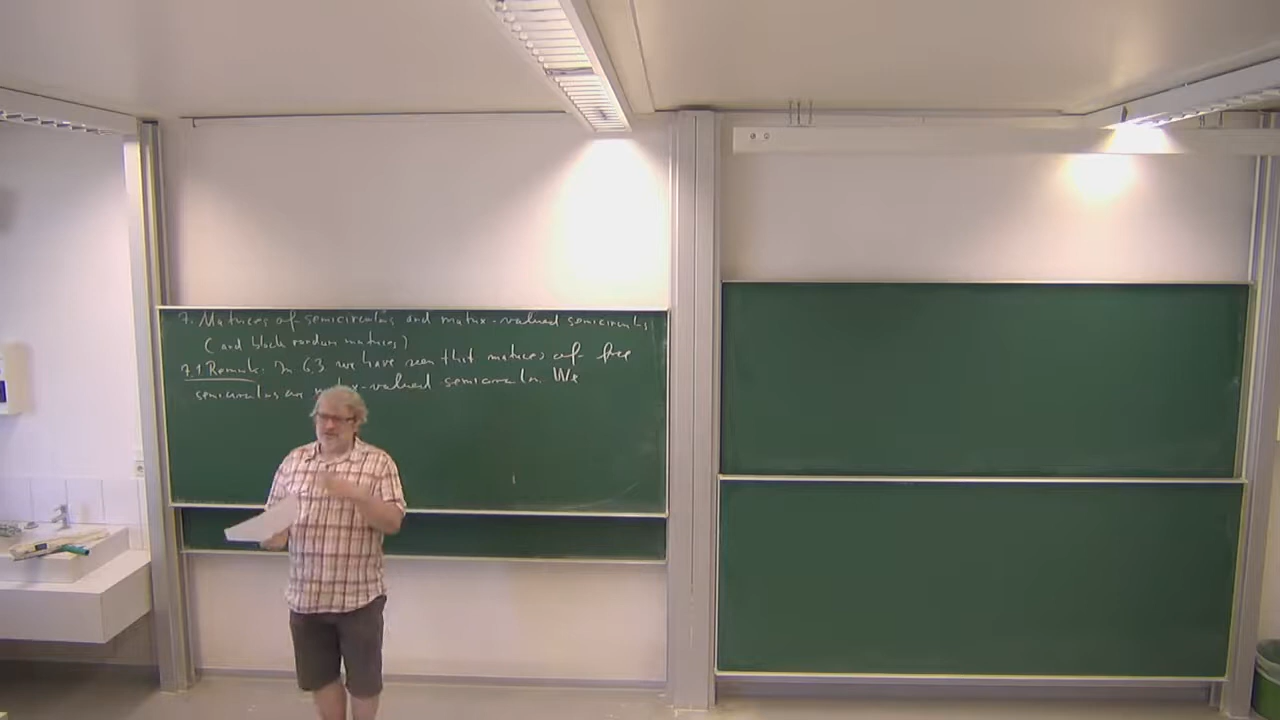 7. Matrices of semicirculars and matrix-valued semicirculars
(and block random matrices)
7.1 Remark. In 6.3 we have seen that matrices of free
semicirculars are matrix-valued semicircular. We